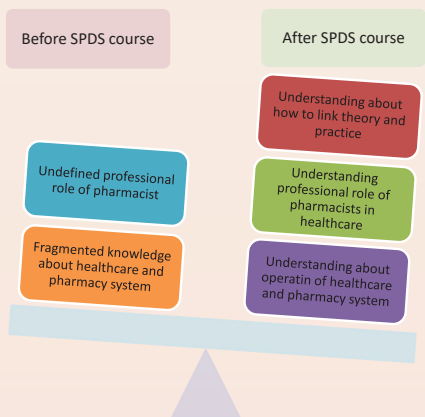 Before SPDS course
After SPDS course
Understanding about
how to link theory and
practice
Undefined professional
role of pharmacist
Understanding
professional role of
pharmacists in
healthcare
Fragmented knowledge
about healthcare and
pharmacy system
Understanding about
operatin of healthcare
and pharmacy system